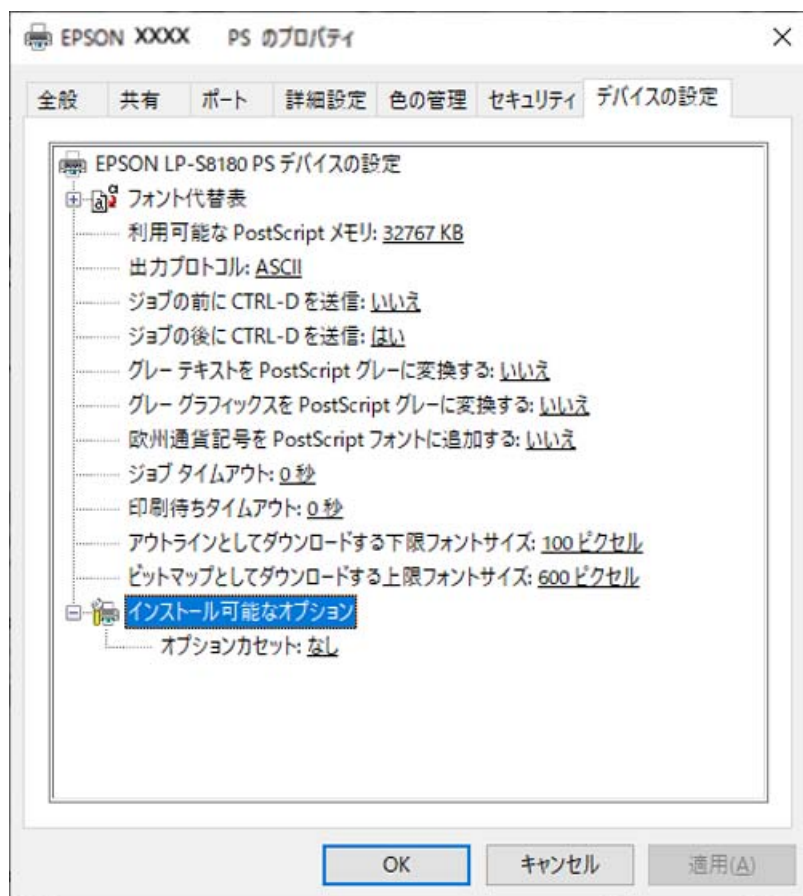 EPSON XXXX PS のプロパティ
全般 共有 ポート 詳細設定 色の管理 セキュリティ デバイスの設定
EPSON LP-S8180 PS デバイスの設定
フォント代替表
利用可能な PostScript メモリ: 32767 KB
出力プロトコル: ASCII
ジョブの前に CTRL-D を送信: いいえ
ジョブの後に CTRL-D を送信: はい
グレー テキストを PostScript グレーに変換する: いいえ
グレー グラフィックスを PostScript グレーに変換する: いいえ
欧州通貨記号を PostScript フォントに追加する: いいえ
ジョブ タイムアウト: 0 秒
印刷待ちタイムアウト: 0 秒
アウトラインとしてダウンロードする下限フォントサイズ: 100 ピクセル
ビットマップとしてダウンロードする上限フォントサイズ: 600 ピクセル
インストール可能なオプション
オプションカセット: なし
OK キャンセル 適用(A)